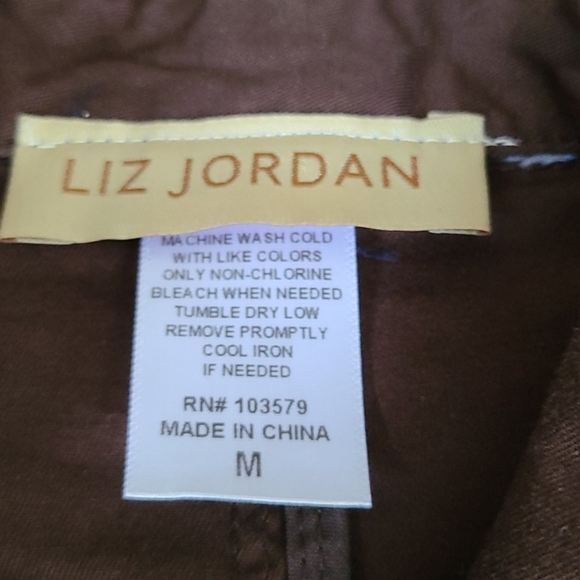 LIZ JORDAN
MACHINE WASH COLD
WITH LIKE COLORS
ONLY NON-CHLORINE
BLEACH WHEN NEEDED
TUMBLE DRY LOW
REMOVE PROMPTLY
COOL IRON
IF NEEDED
RN# 103579
MADE IN CHINA
M